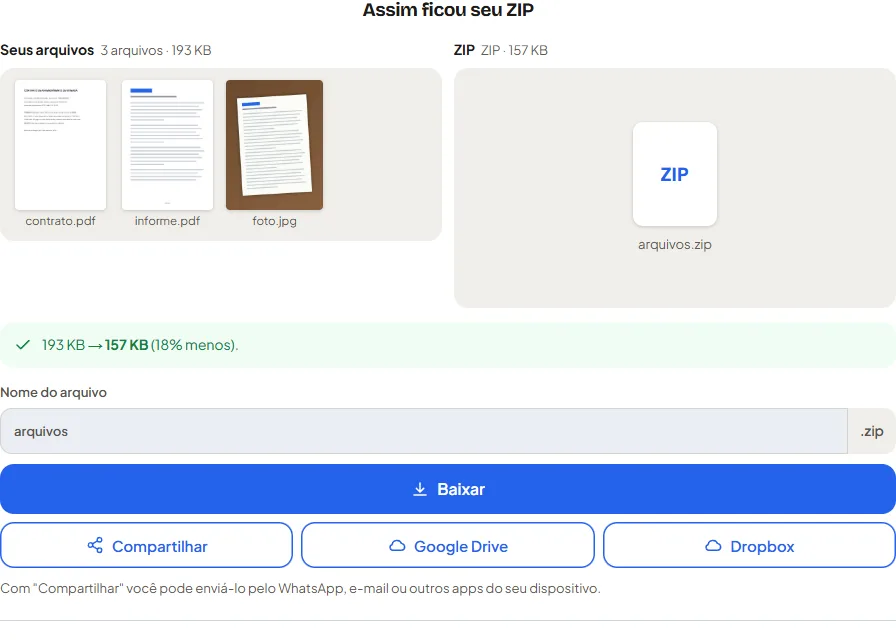 Assim ficou seu ZIP
Seus arquivos 3 arquivos · 193 KB
contrato.pdf
informe.pdf
foto.jpg
ZIP ZIP · 157 KB
ZIP
arquivos.zip
193 KB → 157 KB (18% menos).
Nome do arquivo
arquivos
.zip
Baixar
Compartilhar
Google Drive
Dropbox
Com "Compartilhar" você pode enviá-lo pelo WhatsApp, e-mail ou outros apps do seu dispositivo.